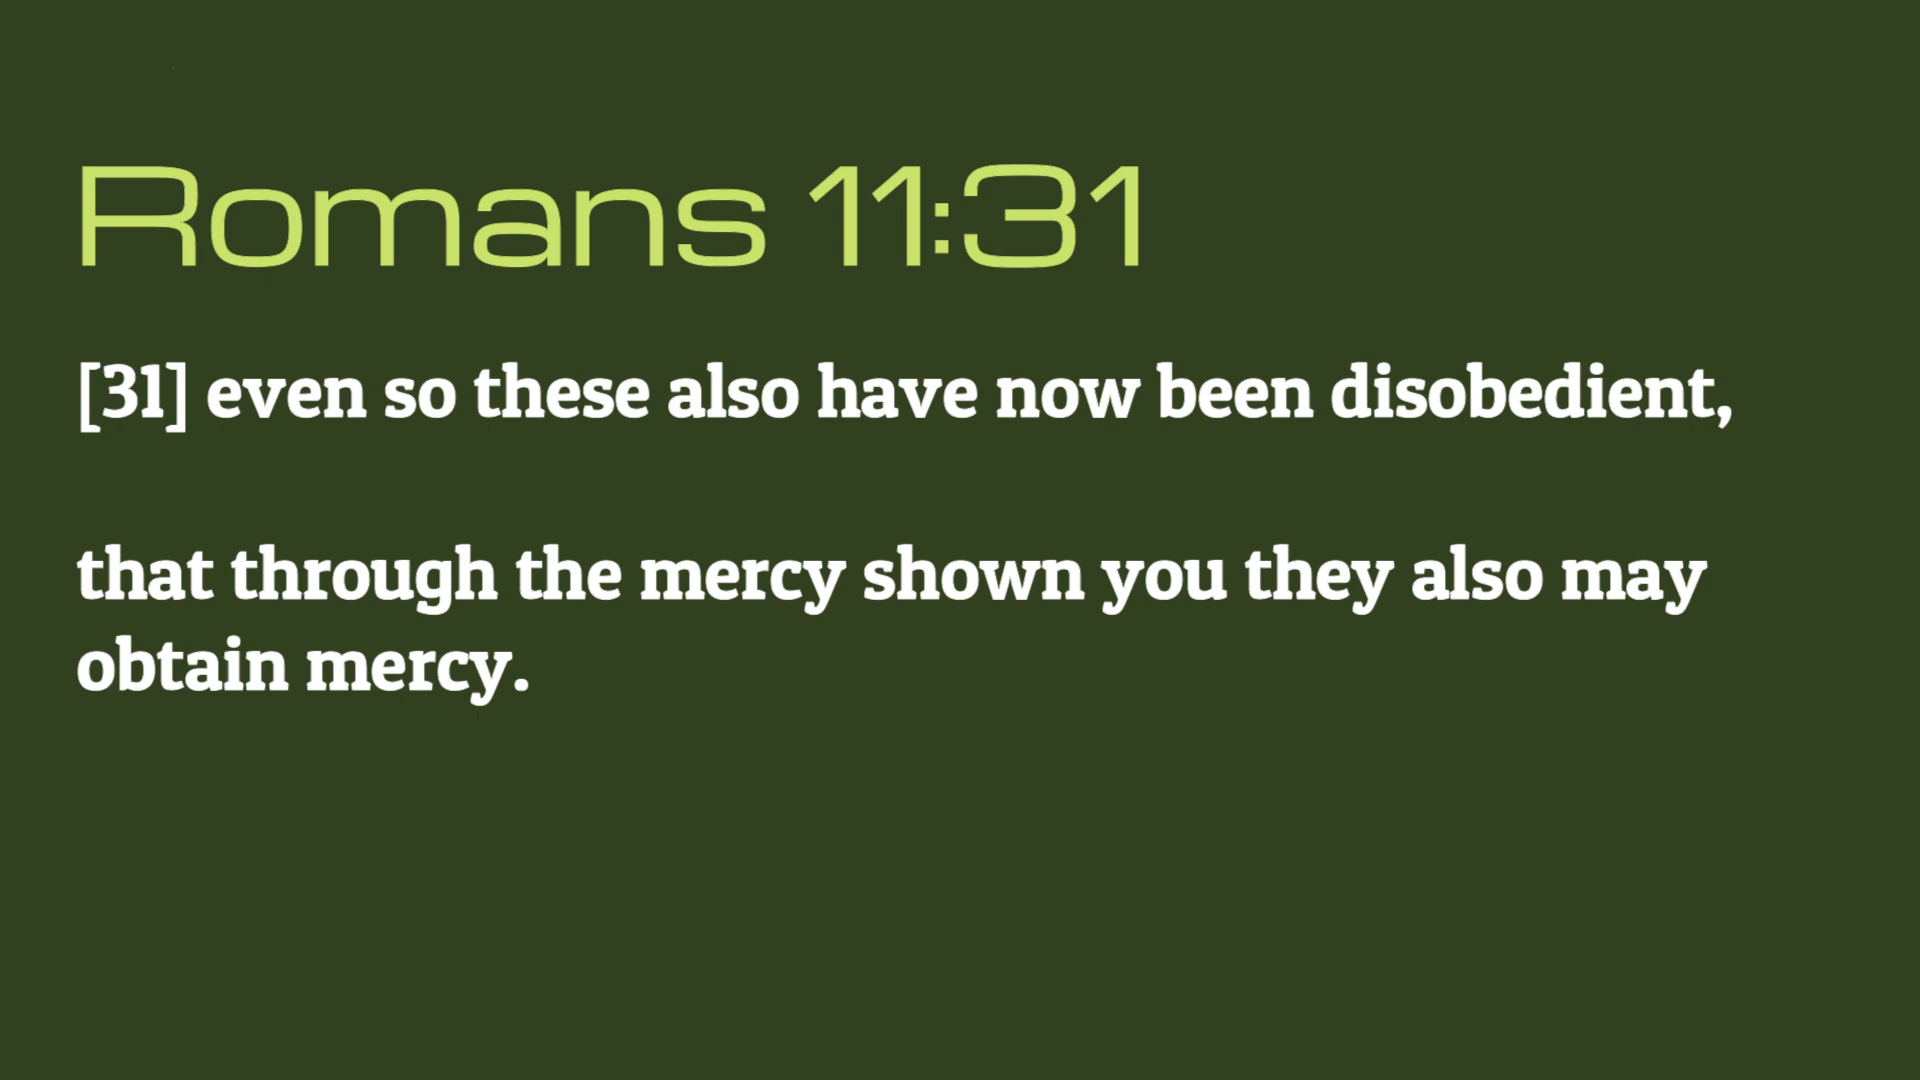 Romans 11:31
[31] even so these also have now been disobedient,
that through the mercy shown you they also may
obtain mercy.